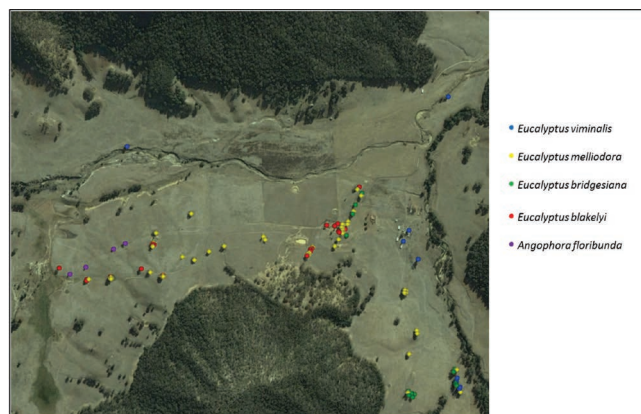 Eucalyptus viminalis
Eucalyptus melliodora
Eucalyptus bridgesiana
Eucalyptus blakelyi
Angophora floribunda